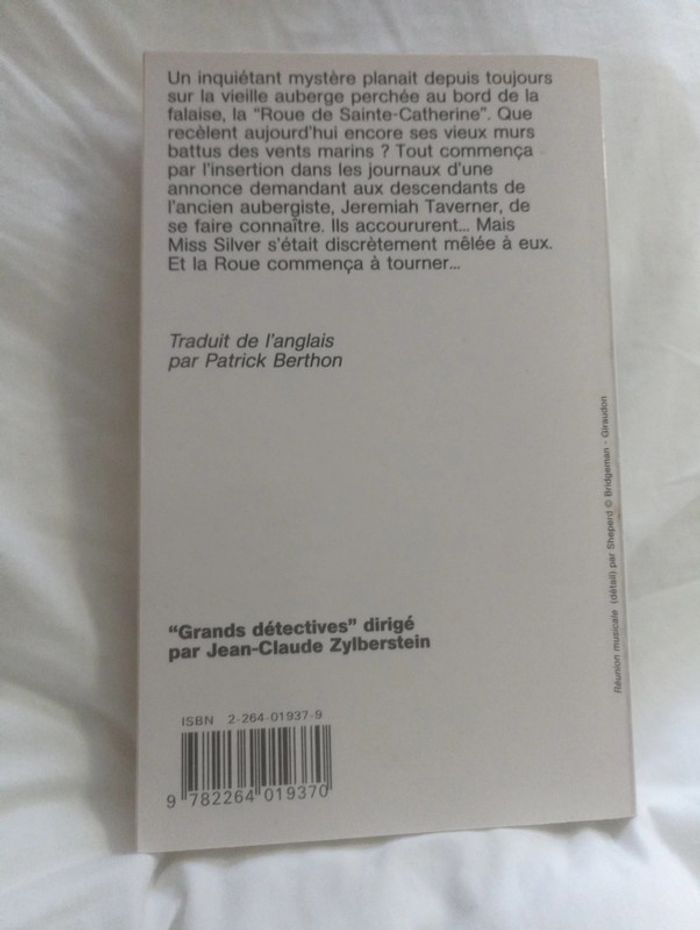 Un inquiétant mystère planait depuis toujours
sur la vieille auberge perchée au bord de la
falaise, la "Roue de Sainte-Catherine". Que
recèlent aujourd'hui encore ses vieux murs
battus des vents marins ? Tout commença
par l'insertion dans les journaux d'une
annonce demandant aux descendants de
l'ancien aubergiste, Jeremiah Taverner, de
se faire connaître. Ils accoururent... Mais
Miss Silver s'était discrètement mêlée à eux.
Et la Roue commença à tourner...
Traduit de l'anglais
par Patrick Berthon
Réunion musicale (détail) par Sheperd © Bridgeman - Giraudon
"Grands détectives" dirigé
par Jean-Claude Zylberstein
ISBN 2-264-01937-9
9 782264 019370